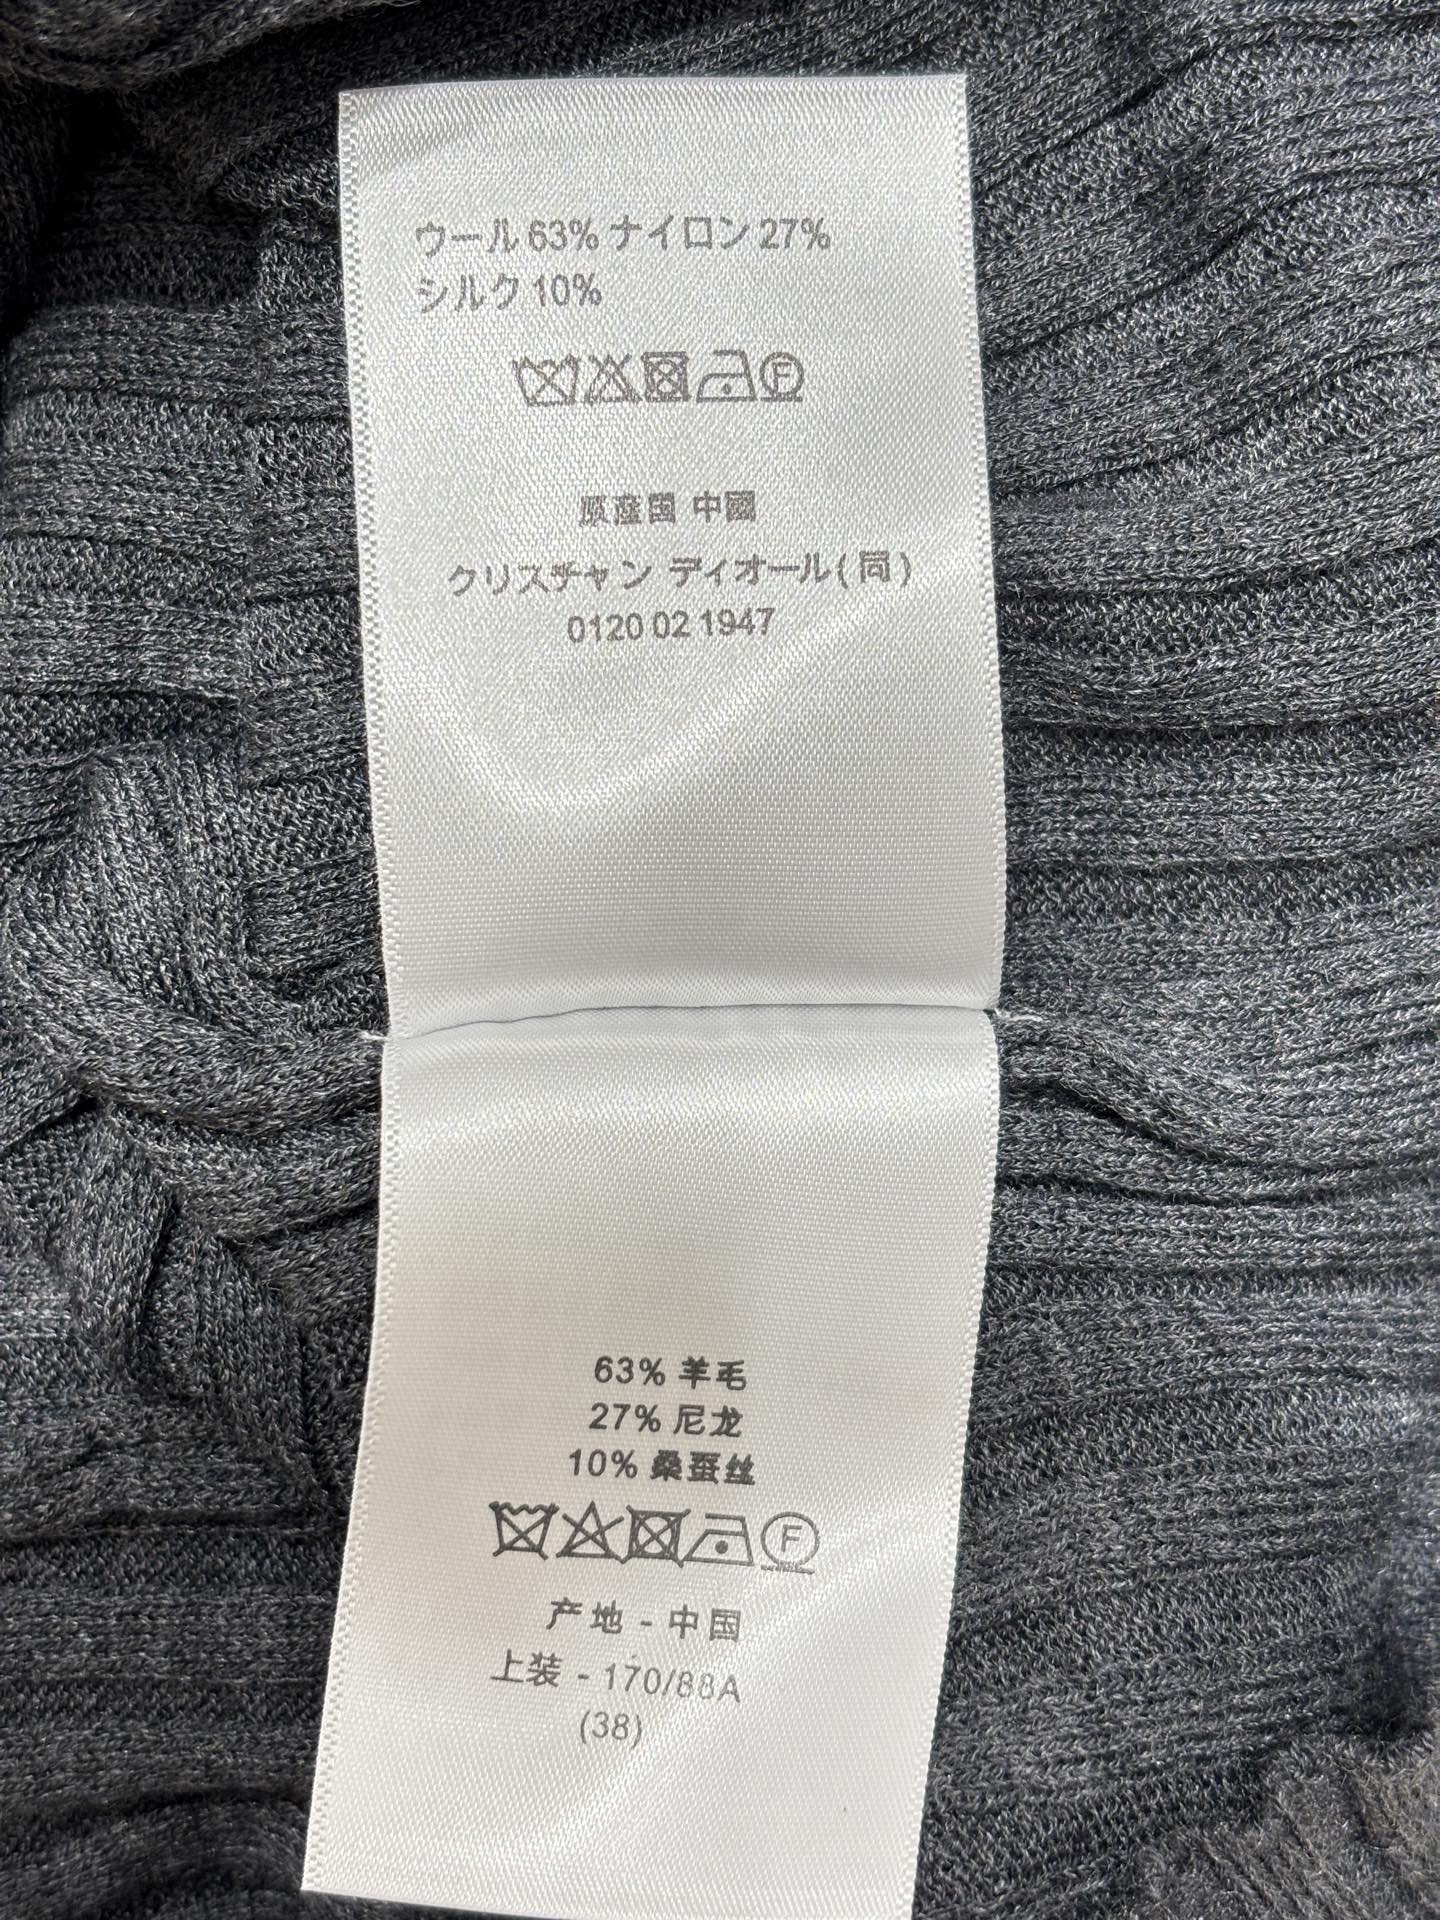 ウール 63% ナイロン 27%
シルク 10%
F
原産国 中國
クリスチャン ディオール(同)
0120 02 1947
63% 羊毛
27% 尼龙
10% 桑蚕丝
F
产地 - 中国
上装 - 170/88A
(38)